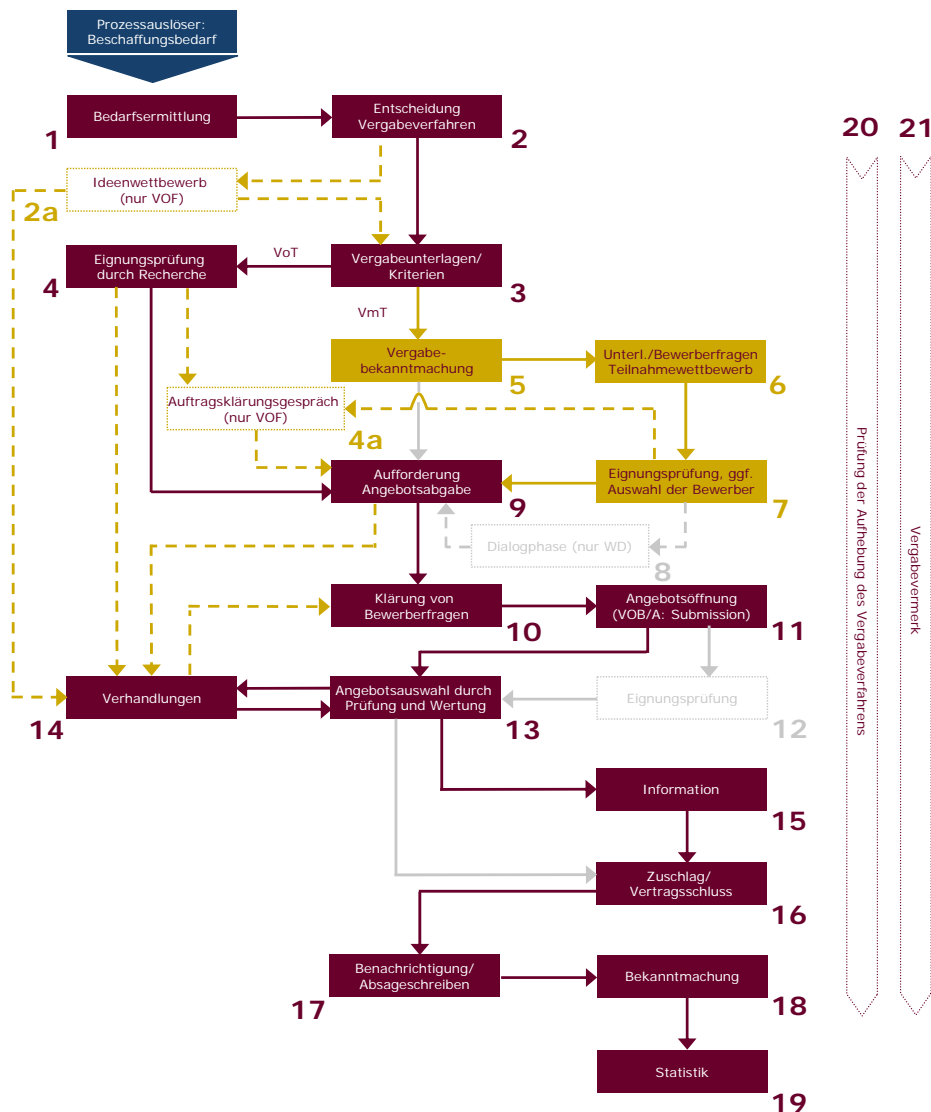 Prozessauslöser:
Beschaffungsbedarf
Bedarfsermittlung
1
Entscheidung
Vergabeverfahren
2
20
21
Ideenwettbewerb
(nur VOF)
2a
Eignungsprüfung
durch Recherche
4
VoT
Vergabeunterlagen/
Kriterien
3
VmT
Vergabe-
bekanntmachung
5
Unterl./Bewerberfragen
Teilnahmewettbewerb
6
Auftragsklärungsgespräch
(nur VOF)
4a
Aufforderung
Angebotsabgabe
9
Eignungsprüfung, ggf.
Auswahl der Bewerber
7
Dialogphase (nur WD)
8
Klärung von
Bewerberfragen
10
Angebotsöffnung
(VOB/A: Submission)
11
Verhandlungen
14
Angebotsauswahl durch
Prüfung und Wertung
13
Eignungsprüfung
12
Information
15
Zuschlag/
Vertragsschluss
16
Benachrichtigung/
Absageschreiben
17
Bekanntmachung
18
Statistik
19
Prüfung der Aufhebung des Vergabeverfahrens
Vergabevermerk